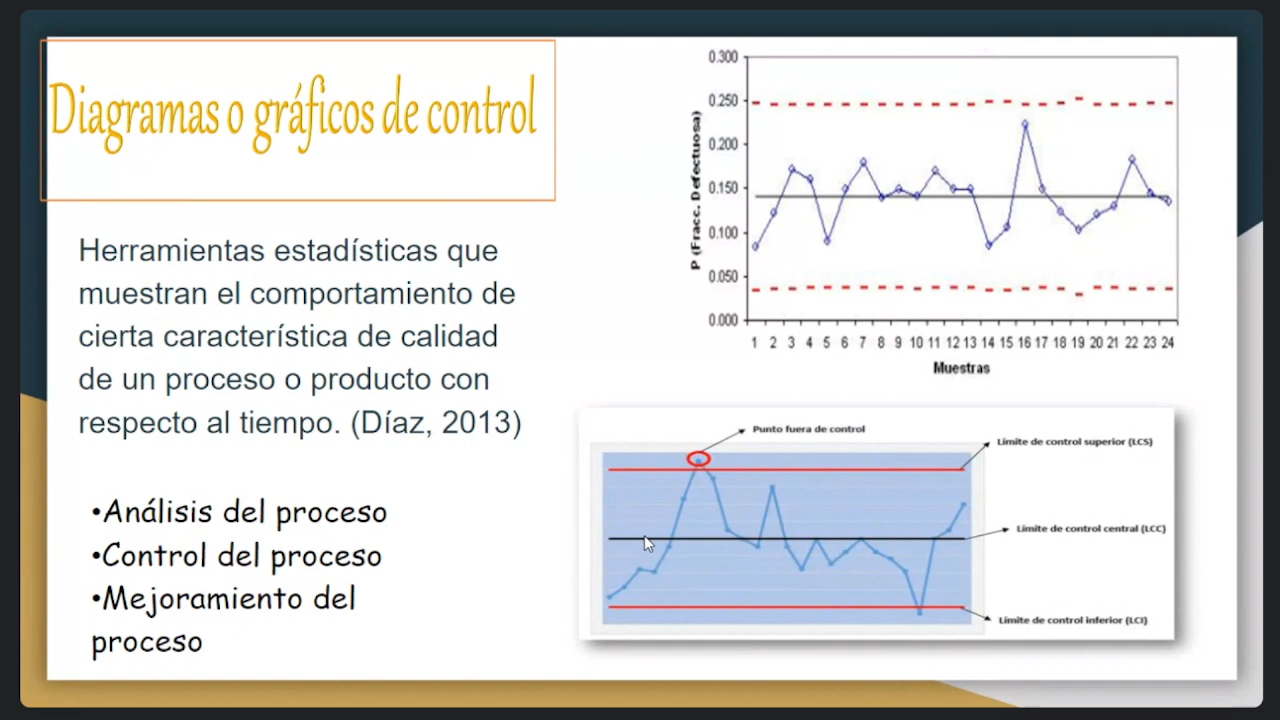 Diagramas o gráficos de control
Herramientas estadísticas que
muestran el comportamiento de
cierta característica de calidad
de un proceso o producto con
respecto al tiempo. (Díaz, 2013)
•Análisis del proceso
•Control del proceso
•Mejoramiento del
proceso
P (Fracc. Defectuosa)
0.300
0.250
0.200
0.150
0.100
0.050
0.000
1 2 3 4 5 6 7 8 9 10 11 12 13 14 15 16 17 18 19 20 21 22 23 24
Muestras
Punto fuera de control
Límite de control superior (LCS)
Límite de control central (LCC)
Límite de control inferior (LCI)